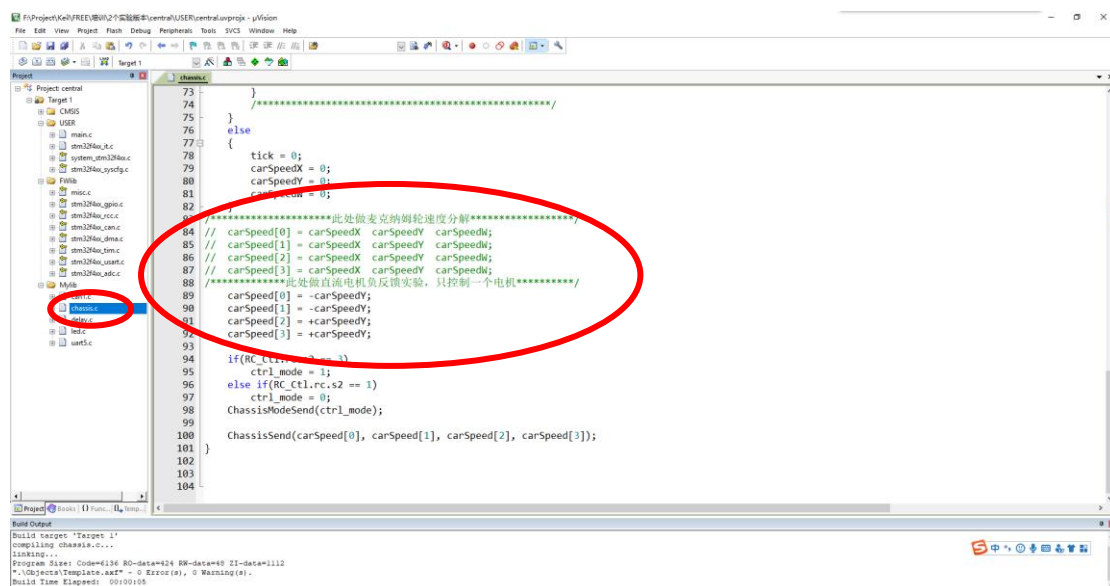 F:\Project\Keil\FREE\培训\2个实验版本\central\USER\central.uvprojx - µVision
File Edit View Project Flash Debug Peripherals Tools SVCS Window Help
Target 1
Project
chassis.c
Project: central
Target 1
CMSIS
USER
main.c
stm32f4xx_it.c
system_stm32f4xx.c
stm32f4xx_syscfg.c
FWlib
misc.c
stm32f4xx_gpio.c
stm32f4xx_rcc.c
stm32f4xx_can.c
stm32f4xx_dma.c
stm32f4xx_tim.c
stm32f4xx_usart.c
stm32f4xx_adc.c
Mylib
can1.c
chassis.c
delay.c
led.c
uart5.c
73 }
74 /***************************************************/
75 }
76 else
77 {
78 tick = 0;
79 carSpeedX = 0;
80 carSpeedY = 0;
81 carSpeedW = 0;
82 }
83 /*********************此处做麦克纳姆轮速度分解******************/
84 // carSpeed[0] = carSpeedX carSpeedY carSpeedW;
85 // carSpeed[1] = carSpeedX carSpeedY carSpeedW;
86 // carSpeed[2] = carSpeedX carSpeedY carSpeedW;
87 // carSpeed[3] = carSpeedX carSpeedY carSpeedW;
88 /*************此处做直流电机负反馈实验，只控制一个电机**********/
89 carSpeed[0] = -carSpeedY;
90 carSpeed[1] = -carSpeedY;
91 carSpeed[2] = +carSpeedY;
92 carSpeed[3] = +carSpeedY;
93
94 if(RC_Ctl.rc.s2 == 3)
95 ctrl_mode = 1;
96 else if(RC_Ctl.rc.s2 == 1)
97 ctrl_mode = 0;
98 ChassisModeSend(ctrl_mode);
99
100 ChassisSend(carSpeed[0], carSpeed[1], carSpeed[2], carSpeed[3]);
101 }
102
103
104
Project Books Func... Temp...
Build Output
Build target 'Target 1'
compiling chassis.c...
linking...
Program Size: Code=6136 RO-data=424 RW-data=48 ZI-data=1112
".\Objects\Template.axf" - 0 Error(s), 0 Warning(s).
Build Time Elapsed: 00:00:05
中